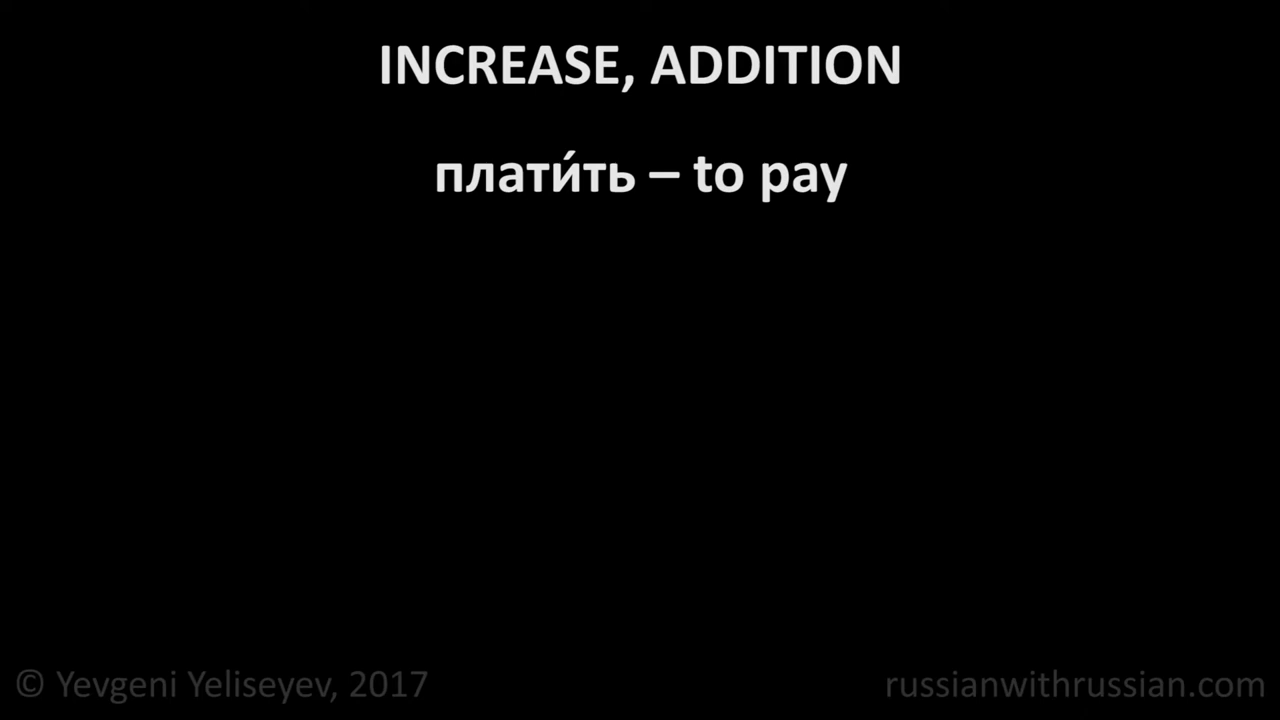 INCREASE, ADDITION
плати́ть – to pay
© Yevgeni Yeliseyev, 2017
russianwithrussian.com